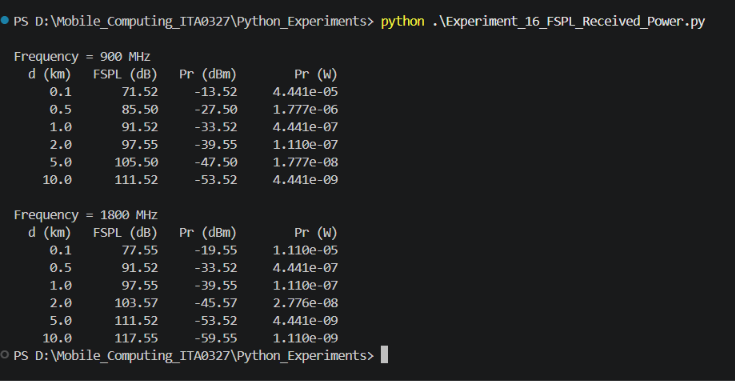 PS D:\Mobile_Computing_ITA0327\Python_Experiments> python .\Experiment_16_FSPL_Received_Power.py
Frequency = 900 MHz
d (km) FSPL (dB) Pr (dBm) Pr (W)
0.1 71.52 -13.52 4.441e-05
0.5 85.50 -27.50 1.777e-06
1.0 91.52 -33.52 4.441e-07
2.0 97.55 -39.55 1.110e-07
5.0 105.50 -47.50 1.777e-08
10.0 111.52 -53.52 4.441e-09
Frequency = 1800 MHz
d (km) FSPL (dB) Pr (dBm) Pr (W)
0.1 77.55 -19.55 1.110e-05
0.5 91.52 -33.52 4.441e-07
1.0 97.55 -39.55 1.110e-07
2.0 103.57 -45.57 2.776e-08
5.0 111.52 -53.52 4.441e-09
10.0 117.55 -59.55 1.110e-09
PS D:\Mobile_Computing_ITA0327\Python_Experiments>